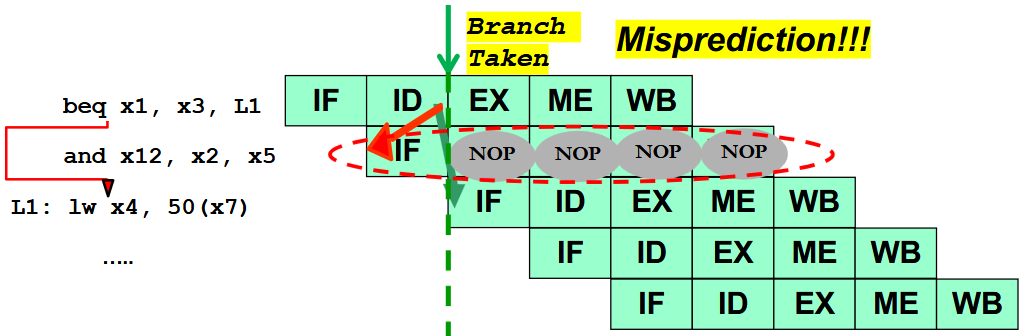 Branch
Taken
Misprediction!!!
beq x1, x3, L1
IF ID EX ME WB
and x12, x2, x5
IF NOP NOP NOP NOP
L1: lw x4, 50(x7)
IF ID EX ME WB
.....
IF ID EX ME WB
IF ID EX ME WB